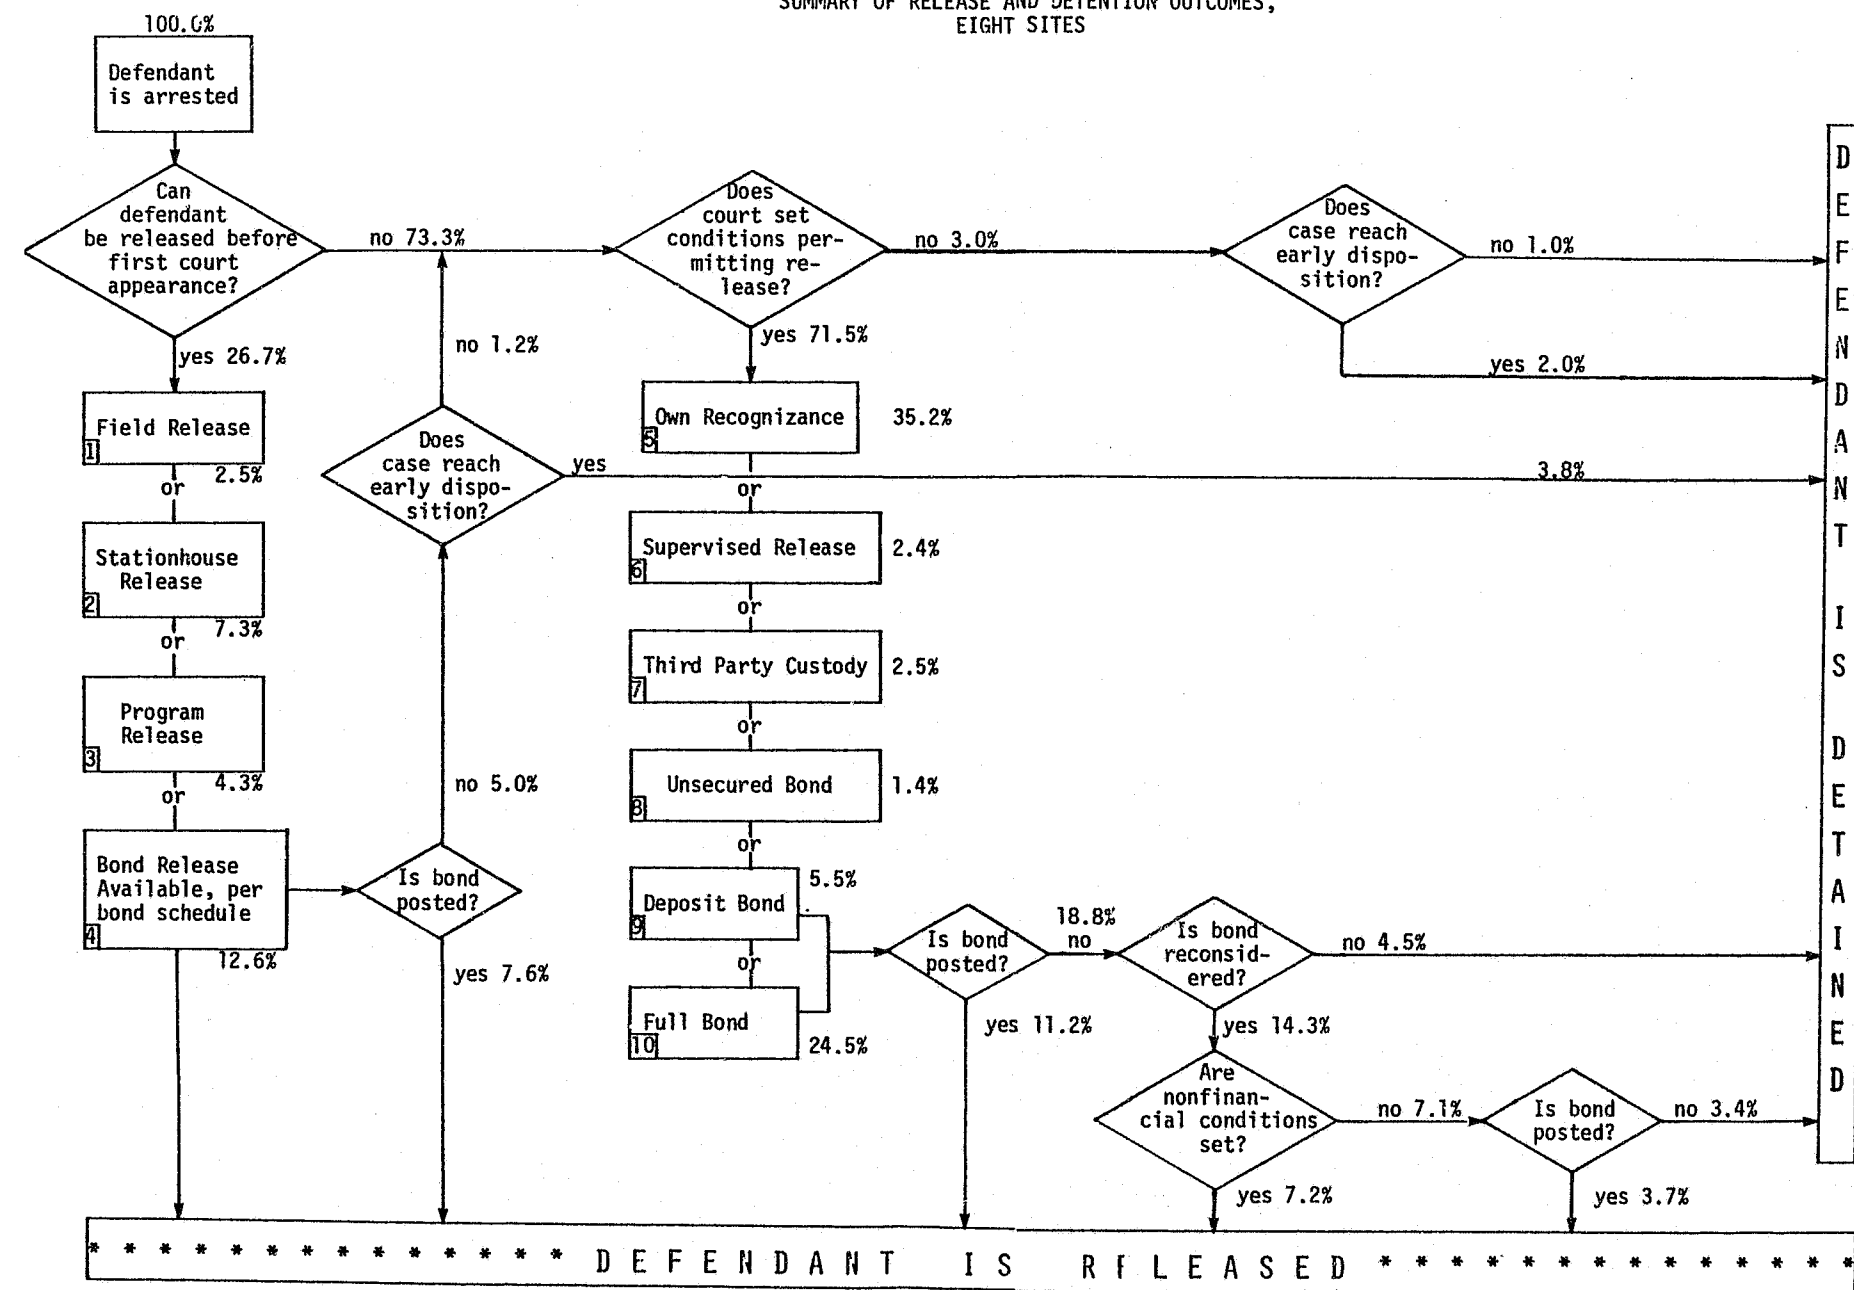 SUMMARY OF RELEASE AND DETENTION OUTCOMES,
EIGHT SITES
100.0%
Defendant
is arrested
Can
defendant
be released before
first court
appearance?
no 73.3%
yes 26.7%
Does
court set
conditions per-
mitting re-
lease?
no 3.0%
yes 71.5%
Does
case reach
early dispo-
sition?
no 1.0%
yes 2.0%
Field Release
1
2.5%
or
Stationhouse
Release
2
7.3%
or
Program
Release
3
4.3%
or
Bond Release
Available, per
bond schedule
4
12.6%
no 1.2%
Does
case reach
early dispo-
sition?
yes
3.8%
no 5.0%
Is bond
posted?
yes 7.6%
Own Recognizance
5
35.2%
or
Supervised Release
6
2.4%
or
Third Party Custody
7
2.5%
or
Unsecured Bond
8
1.4%
or
Deposit Bond
9
5.5%
or
Full Bond
10
24.5%
Is bond
posted?
18.8%
no
yes 11.2%
Is bond
reconsid-
ered?
no 4.5%
yes 14.3%
Are
nonfinan-
cial conditions
set?
no 7.1%
yes 7.2%
Is bond
posted?
no 3.4%
yes 3.7%
DEFENDANT IS DETAINED
* * * * * * * * * * * * * * DEFENDANT IS RELEASED * * * * * * * * * * * * * *